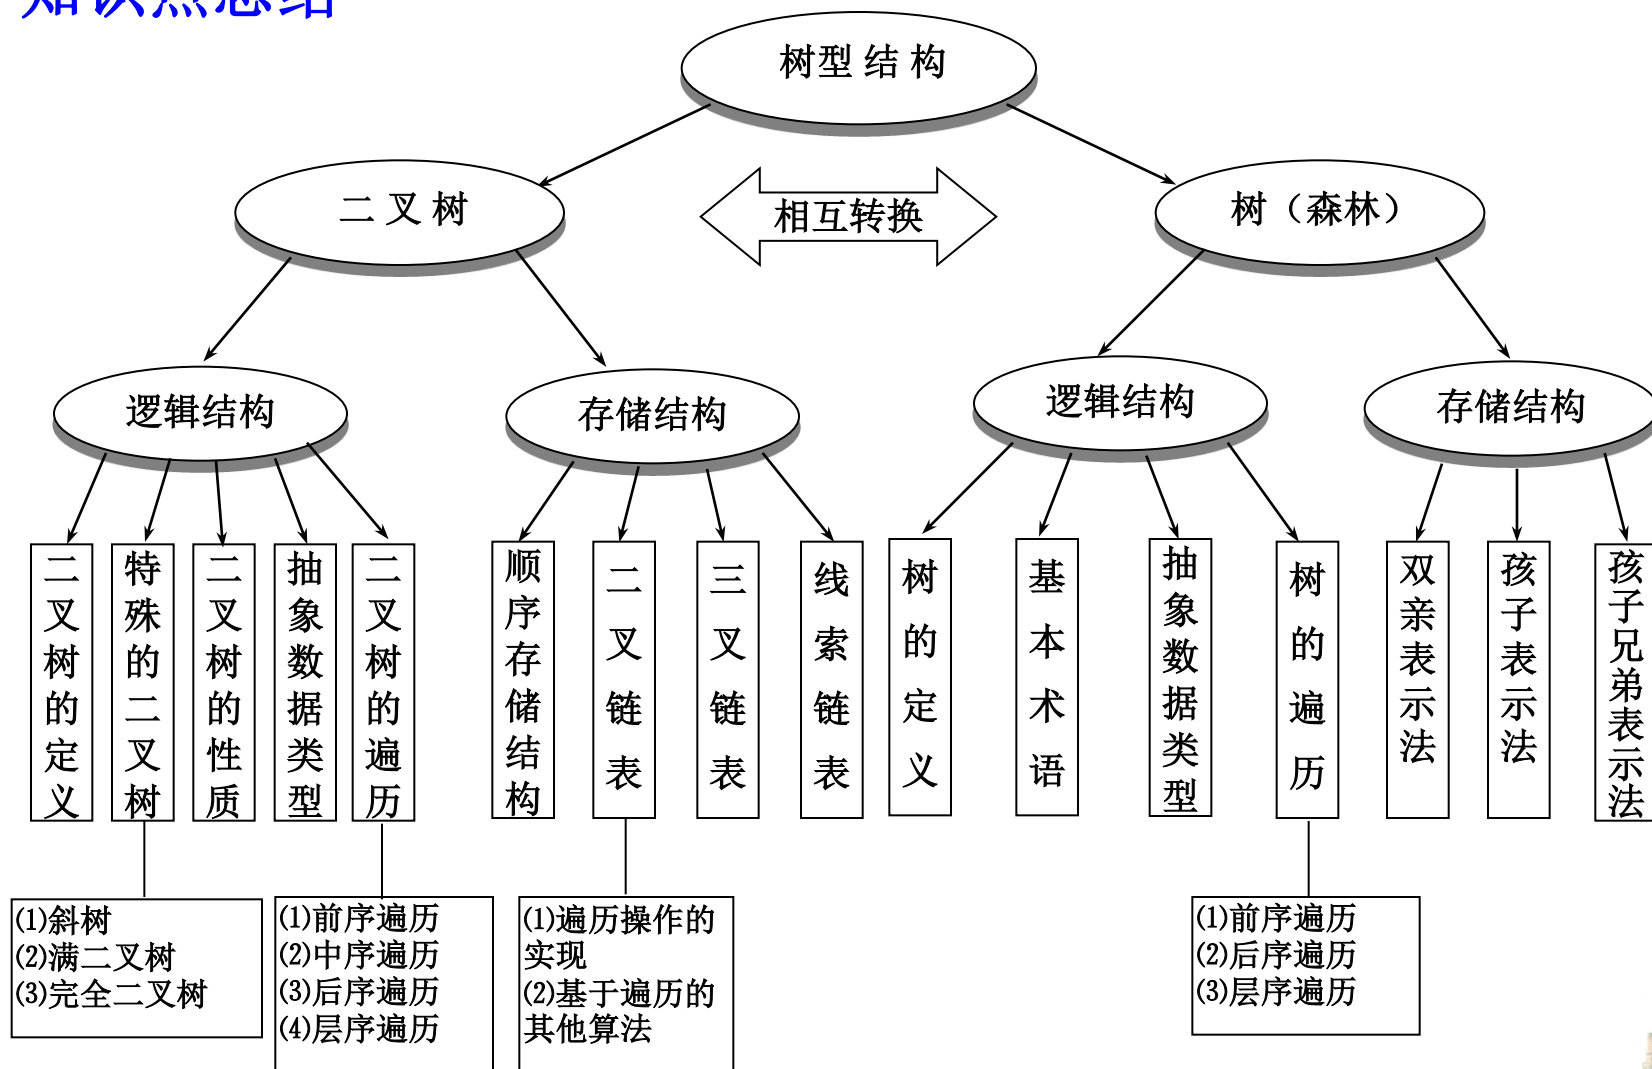 知识点总结
树型结构
二叉树
相互转换
树（森林）
逻辑结构
存储结构
逻辑结构
存储结构
二叉树的定义
特殊的二叉树
二叉树的性质
抽象数据类型
二叉树的遍历
顺序存储结构
二叉链表
三叉链表
线索链表
树的定义
基本术语
抽象数据类型
树的遍历
双亲表示法
孩子表示法
孩子兄弟表示法
⑴斜树
⑵满二叉树
⑶完全二叉树
⑴前序遍历
⑵中序遍历
⑶后序遍历
⑷层序遍历
⑴遍历操作的
实现
⑵基于遍历的
其他算法
⑴前序遍历
⑵后序遍历
⑶层序遍历